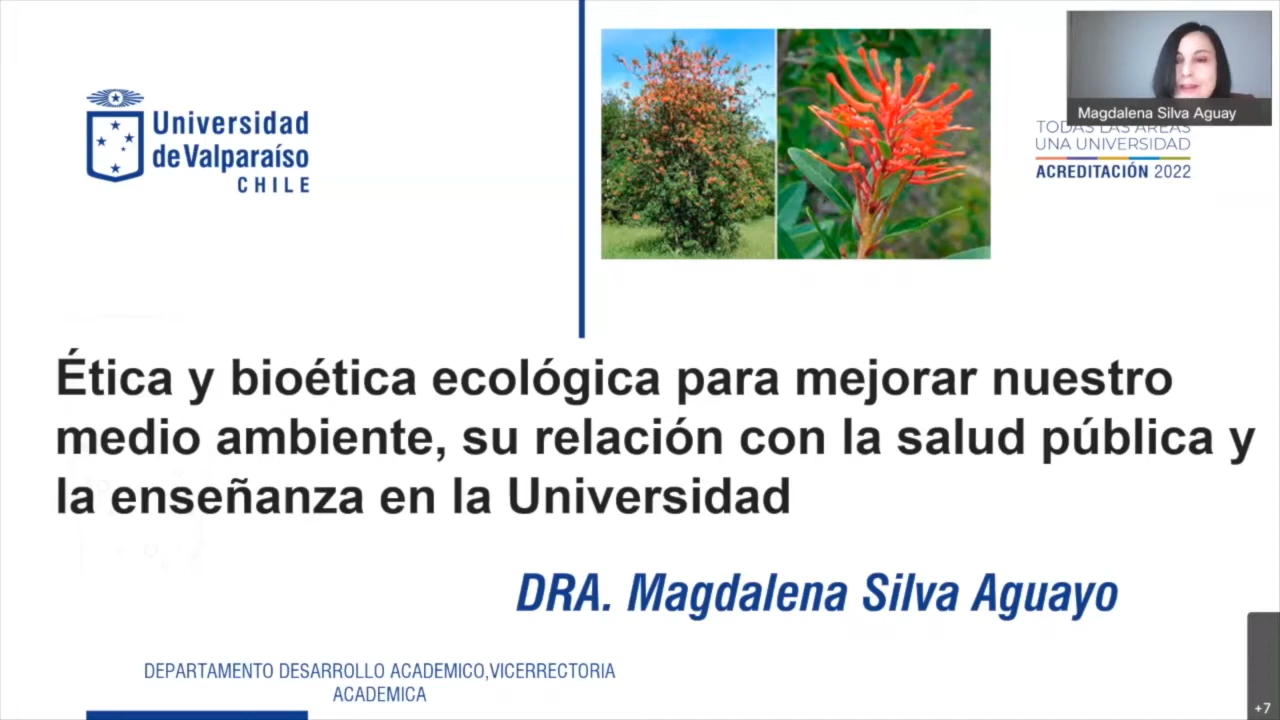 Universidad
de Valparaíso
CHILE
Magdalena Silva Aguay
TODAS LAS ÁREAS
UNA UNIVERSIDAD
ACREDITACIÓN 2022
Ética y bioética ecológica para mejorar nuestro
medio ambiente, su relación con la salud pública y
la enseñanza en la Universidad
DRA. Magdalena Silva Aguayo
DEPARTAMENTO DESARROLLO ACADEMICO,VICERRECTORIA
ACADEMICA
+7